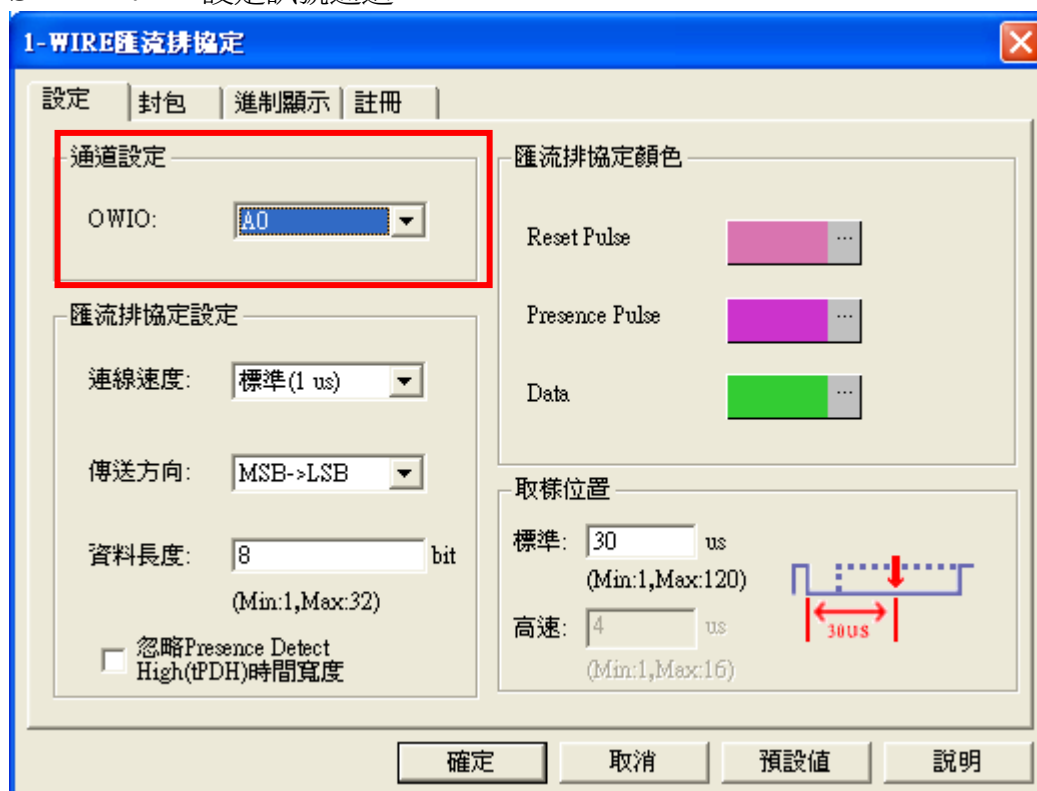 1-WIRE匯流排協定
設定
封包
進制顯示
註冊
通道設定
OWIO:
A0
匯流排協定設定
連線速度:
標準(1 us)
傳送方向:
MSB->LSB
資料長度:
8
bit
(Min:1,Max:32)
忽略Presence Detect
High(tPDH)時間寬度
匯流排協定顏色
Reset Pulse
...
Presence Pulse
...
Data
...
取樣位置
標準:
30
us
(Min:1,Max:120)
高速:
4
us
(Min:1,Max:16)
30US
確定
取消
預設值
說明